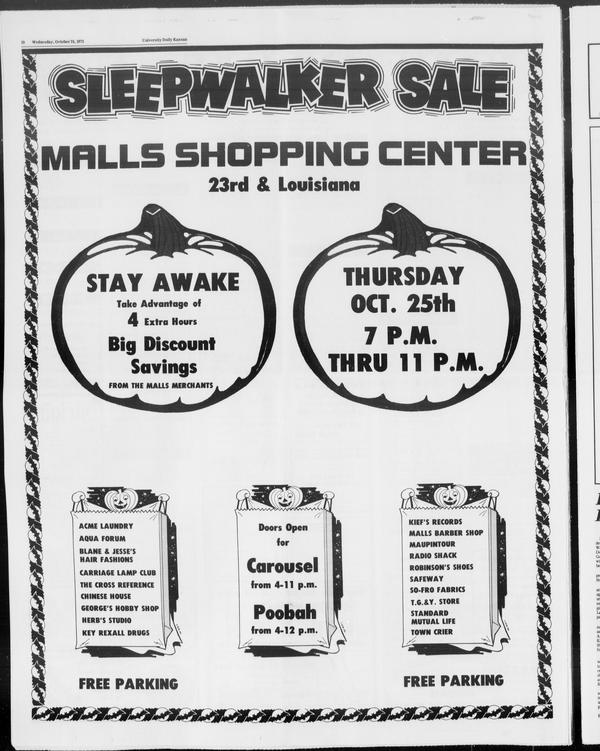 Wednesday, October 24, 1973 University Daily Kansan
SLEEPWALKER SALE
MALLS SHOPPING CENTER
23rd & Louisiana
STAY AWAKE
Take Advantage of
4 Extra Hours
Big Discount
Savings
FROM THE MALLS MERCHANTS
THURSDAY
OCT. 25th
7 P.M.
THRU 11 P.M.
ACME LAUNDRY
AQUA FORUM
BLANE & JESSE'S
HAIR FASHIONS
CARRIAGE LAMP CLUB
THE CROSS REFERENCE
CHINESE HOUSE
GEORGE'S HOBBY SHOP
HERB'S STUDIO
KEY REXALL DRUGS
FREE PARKING
Doors Open
for
Carousel
from 4-11 p.m.
Poobah
from 4-12 p.m.
KIEF'S RECORDS
MALLS BARBER SHOP
MAUPINTOUR
RADIO SHACK
ROBINSON'S SHOES
SAFEWAY
SO-FRO FABRICS
T.G.&Y. STORE
STANDARD
MUTUAL LIFE
TOWN CRIER
FREE PARKING